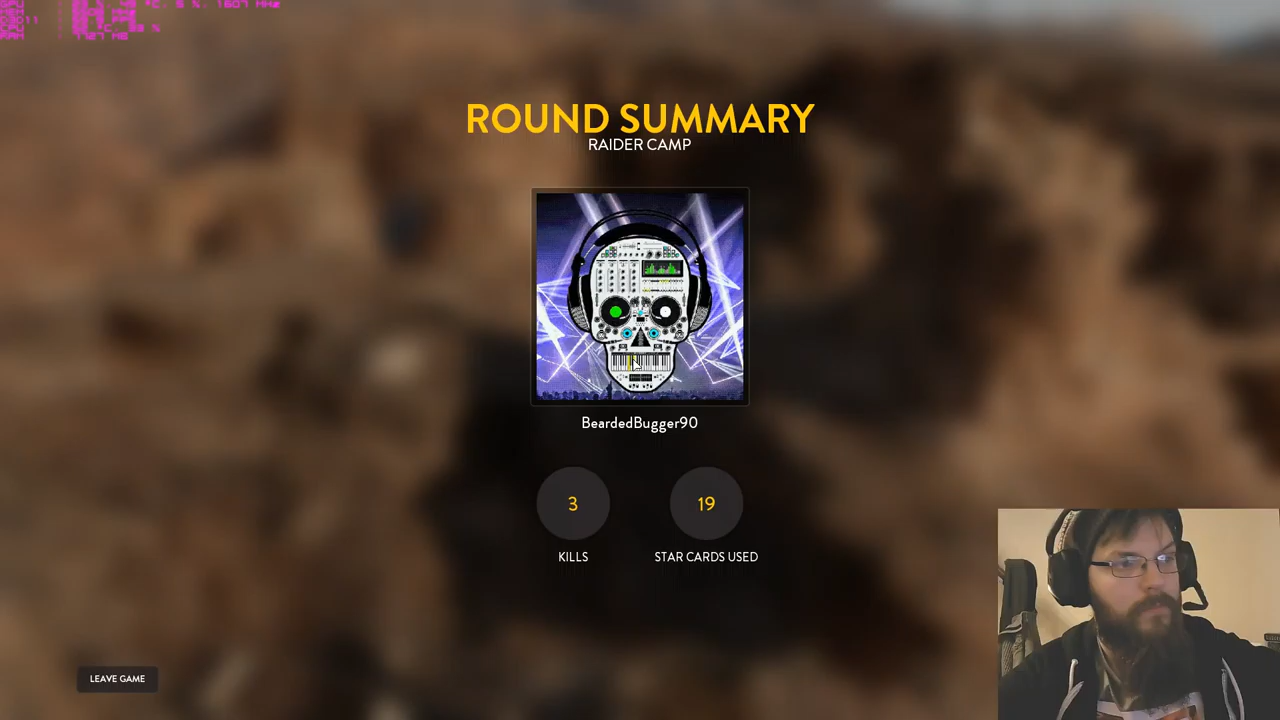 ROUND SUMMARY
RAIDER CAMP
BeardedBugger90
3
19
KILLS
STAR CARDS USED
LEAVE GAME